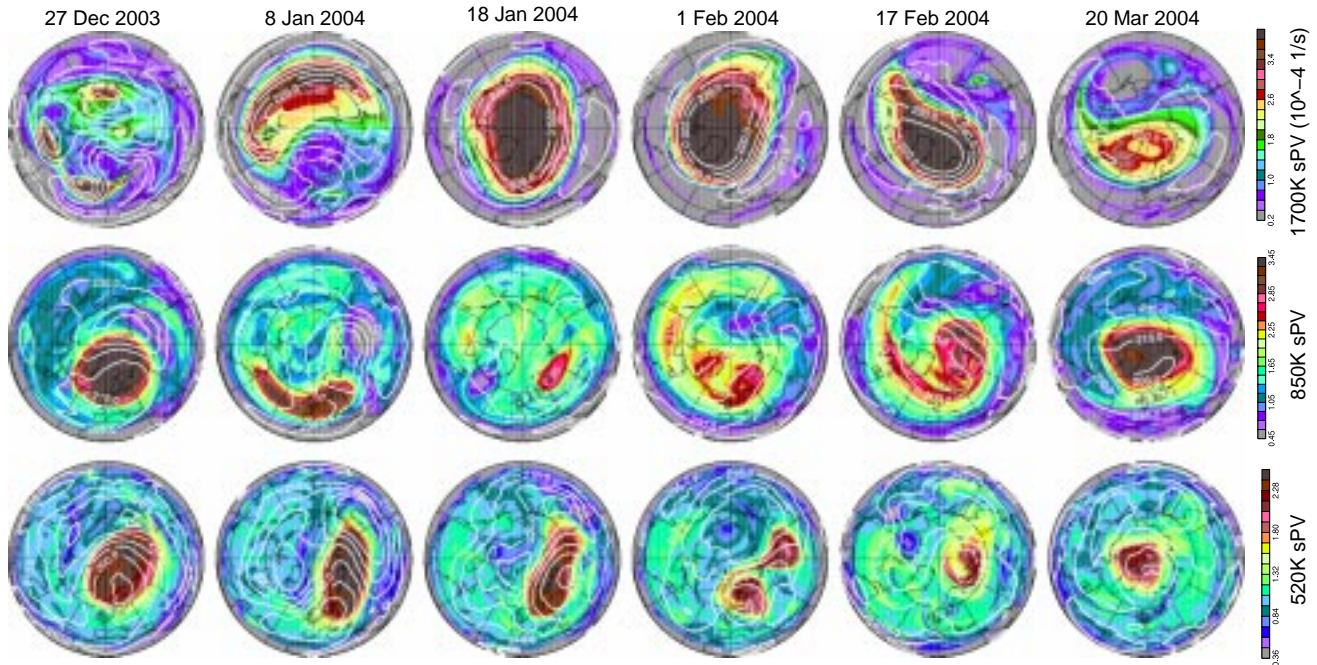 27 Dec 2003
8 Jan 2004
18 Jan 2004
1 Feb 2004
17 Feb 2004
20 Mar 2004
3.4
2.6
1.8
1.0
0.2
1700K sPV (10^–4 1/s)
3.45
2.85
2.25
1.65
1.05
0.45
850K sPV
2.28
1.80
1.32
0.84
0.36
520K sPV